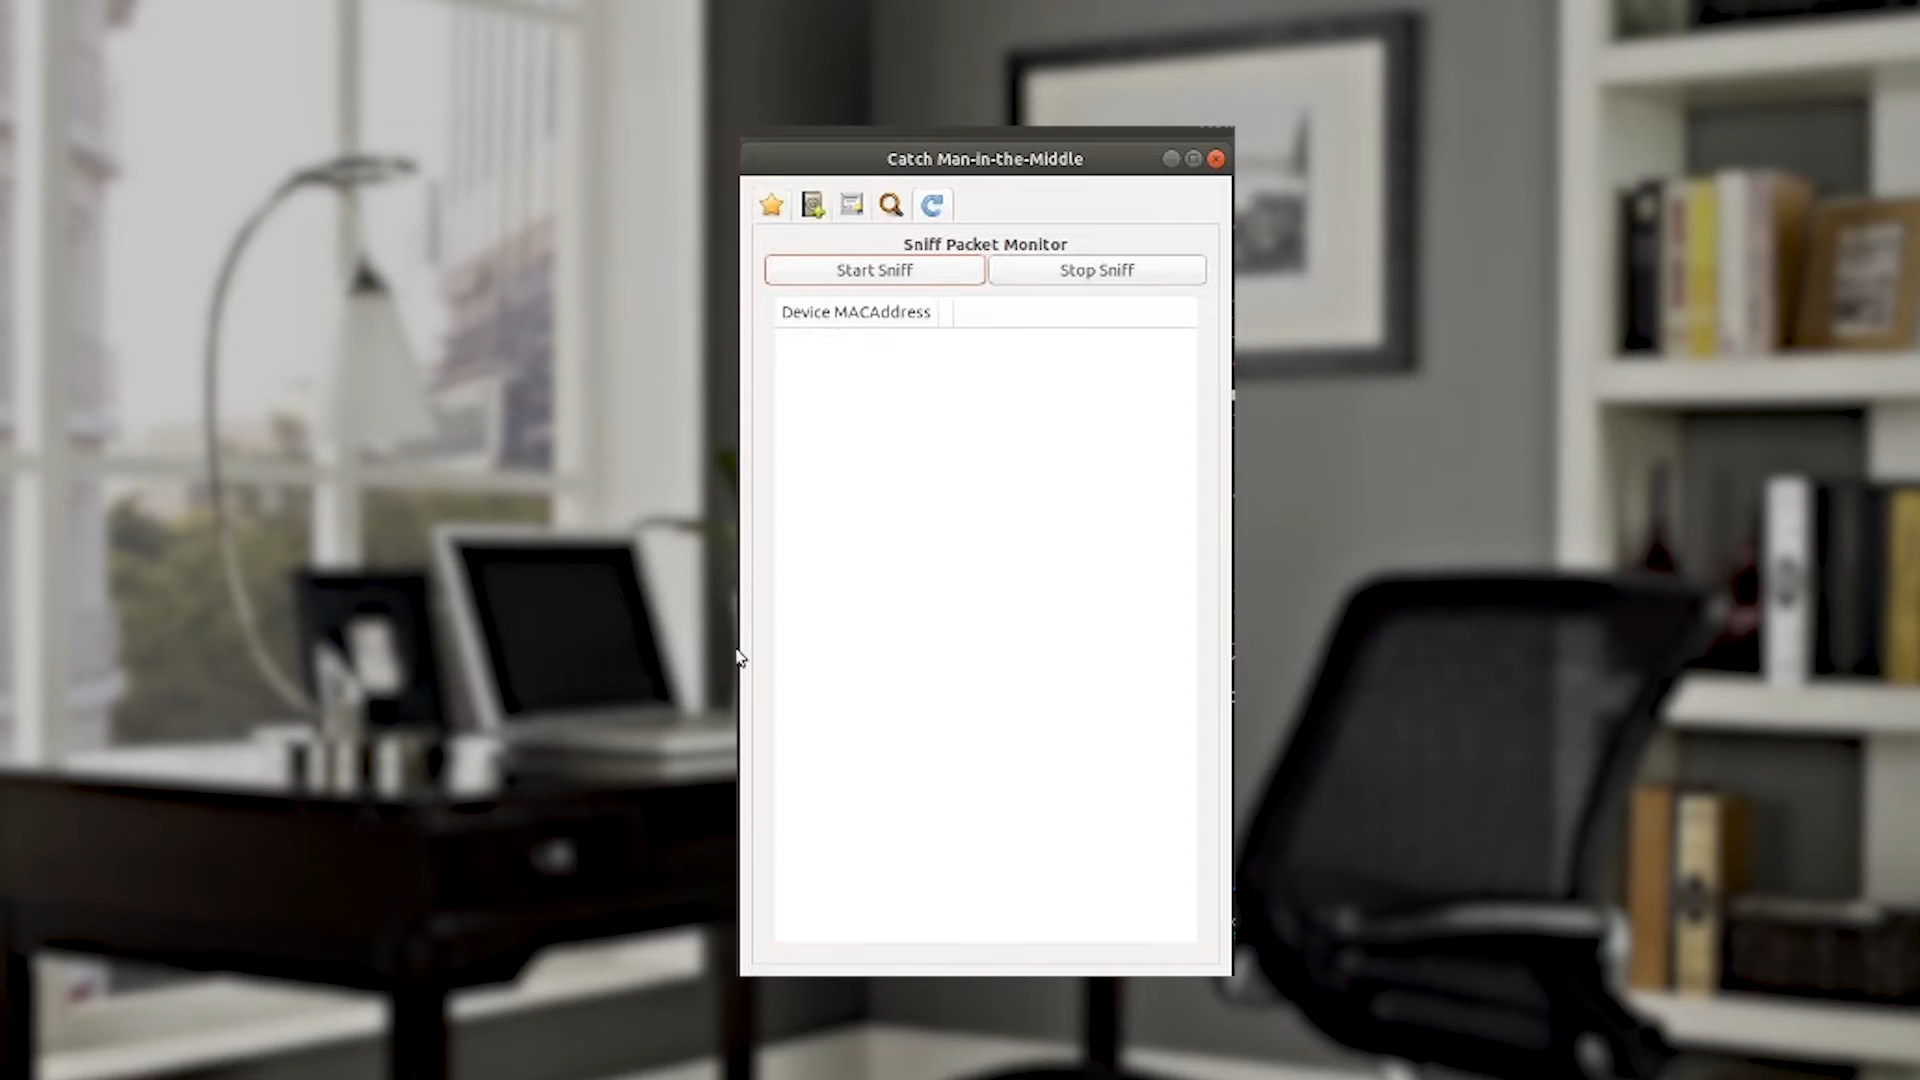 Catch Man-in-the-Middle
Sniff Packet Monitor
Start Sniff
Stop Sniff
Device MACAddress